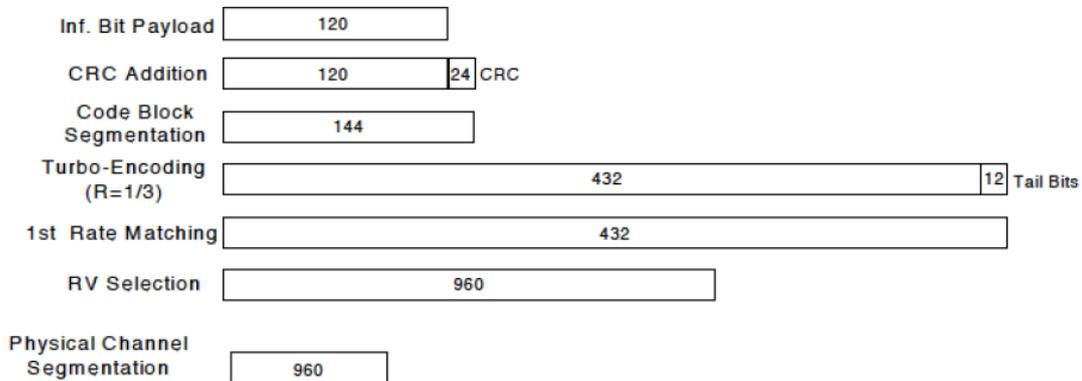 Inf. Bit Payload 120
CRC Addition 120 24 CRC
Code Block
Segmentation 144
Turbo-Encoding
(R=1/3) 432 12 Tail Bits
1st Rate Matching 432
RV Selection 960
Physical Channel
Segmentation 960